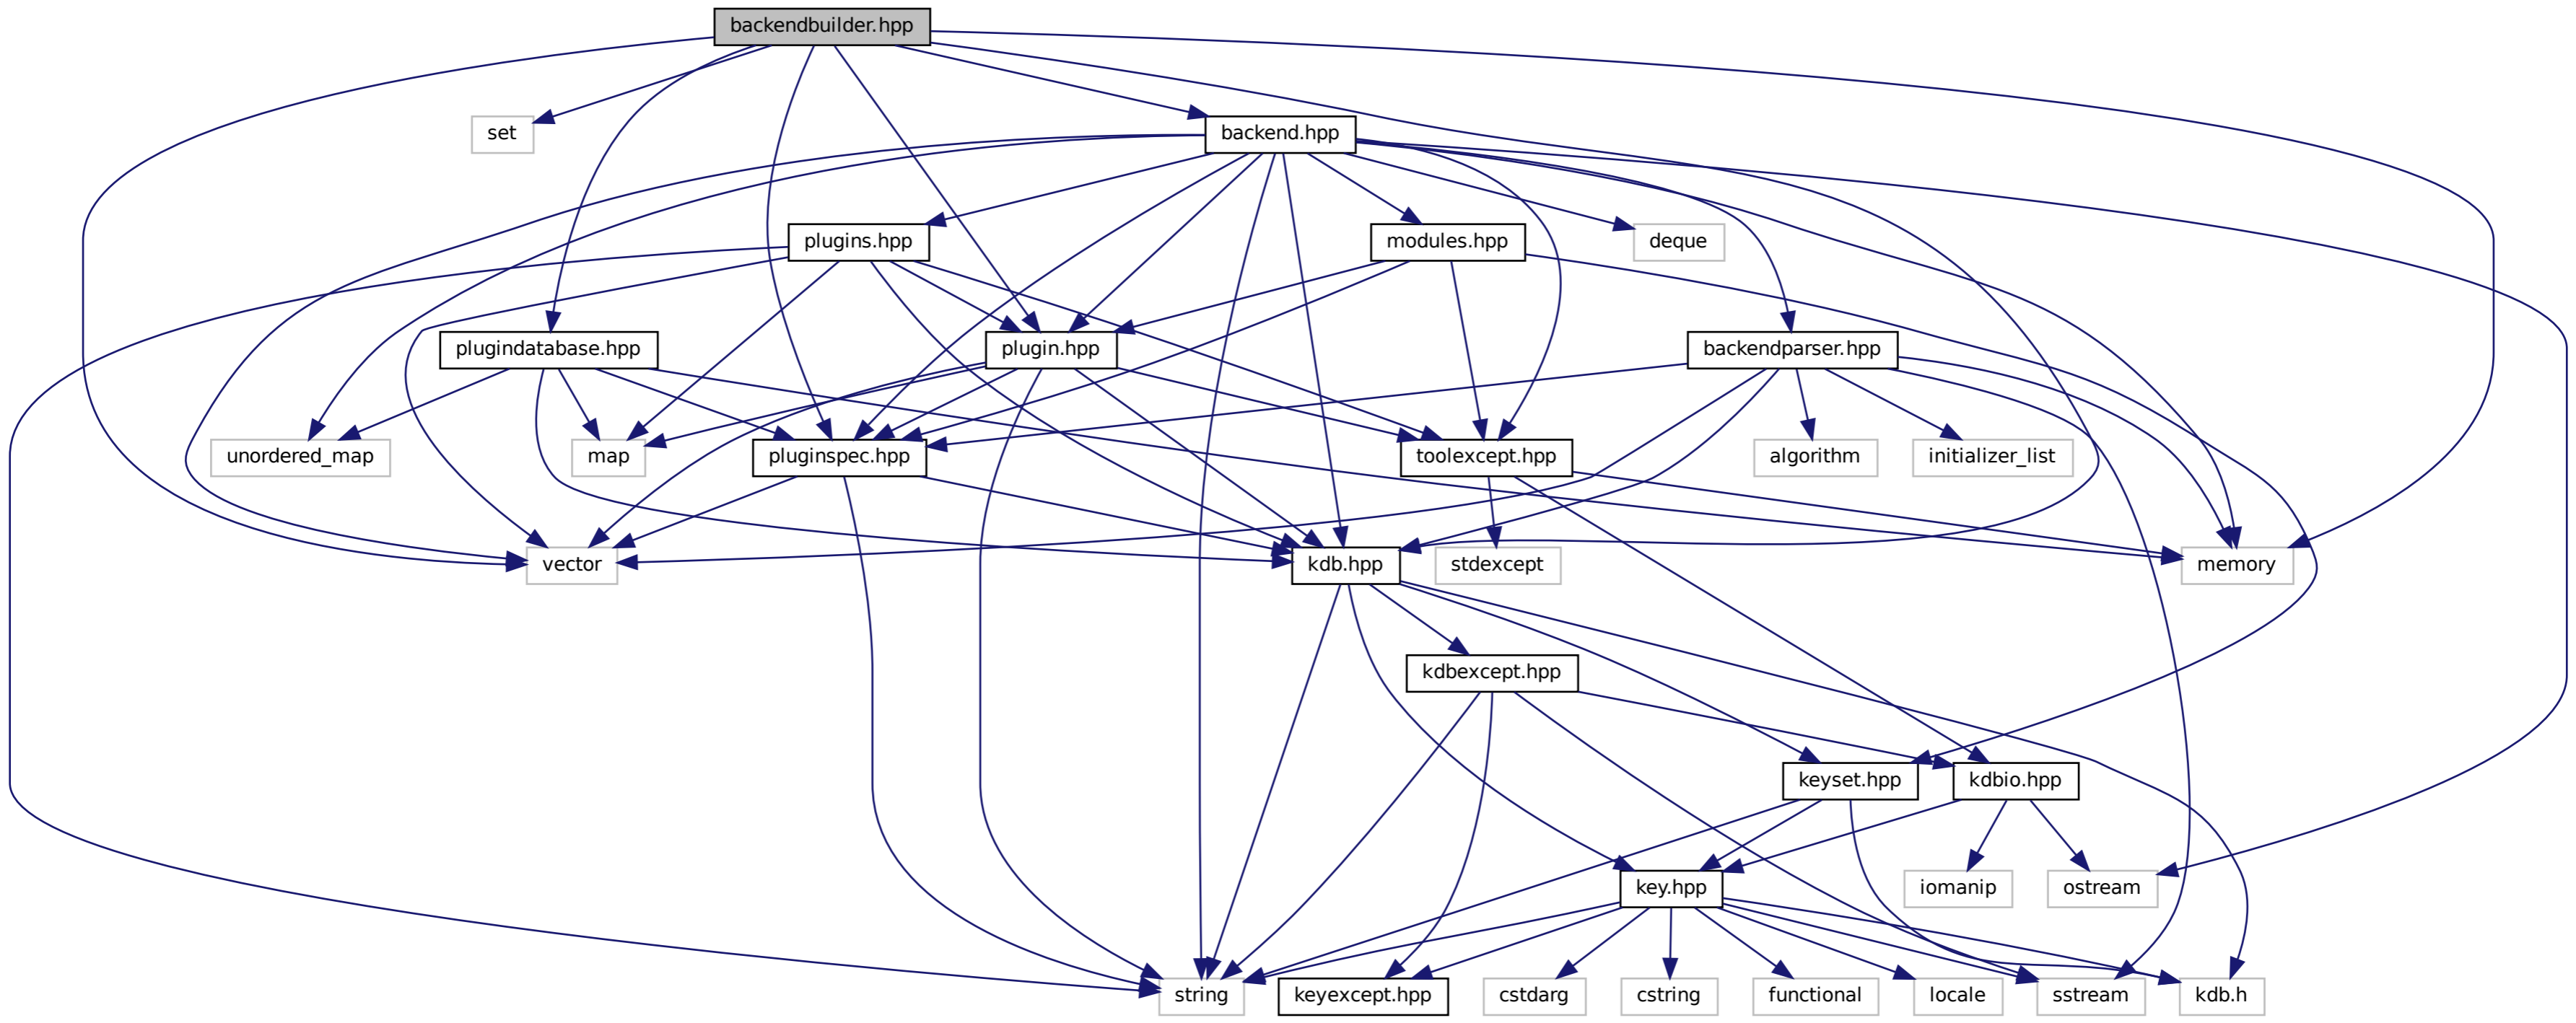 backendbuilder.hpp
set
backend.hpp
plugins.hpp
modules.hpp
deque
plugindatabase.hpp
plugin.hpp
backendparser.hpp
unordered_map
map
pluginspec.hpp
toolexcept.hpp
algorithm
initializer_list
vector
kdb.hpp
stdexcept
memory
kdbexcept.hpp
keyset.hpp
kdbio.hpp
key.hpp
iomanip
ostream
string
keyexcept.hpp
cstdarg
cstring
functional
locale
sstream
kdb.h